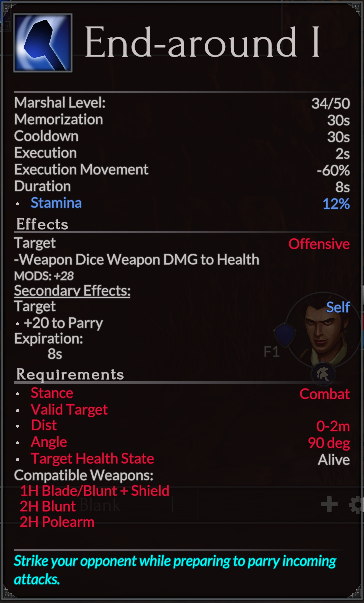 End-around I
Marshal Level: 34/50
Memorization 30s
Cooldown 30s
Execution 2s
Execution Movement -60%
Duration 8s
· Stamina 12%
Effects
Target Offensive
-Weapon Dice Weapon DMG to Health
MODS: +28
Secondary Effects:
Target Self
· +20 to Parry
Expiration:
8s
F1
Requirements
· Stance Combat
· Valid Target
· Dist 0-2m
· Angle 90 deg
· Target Health State Alive
Compatible Weapons:
1H Blade/Blunt + Shield
2H Blunt
Blank
2H Polearm
Strike your opponent while preparing to parry incoming
attacks.